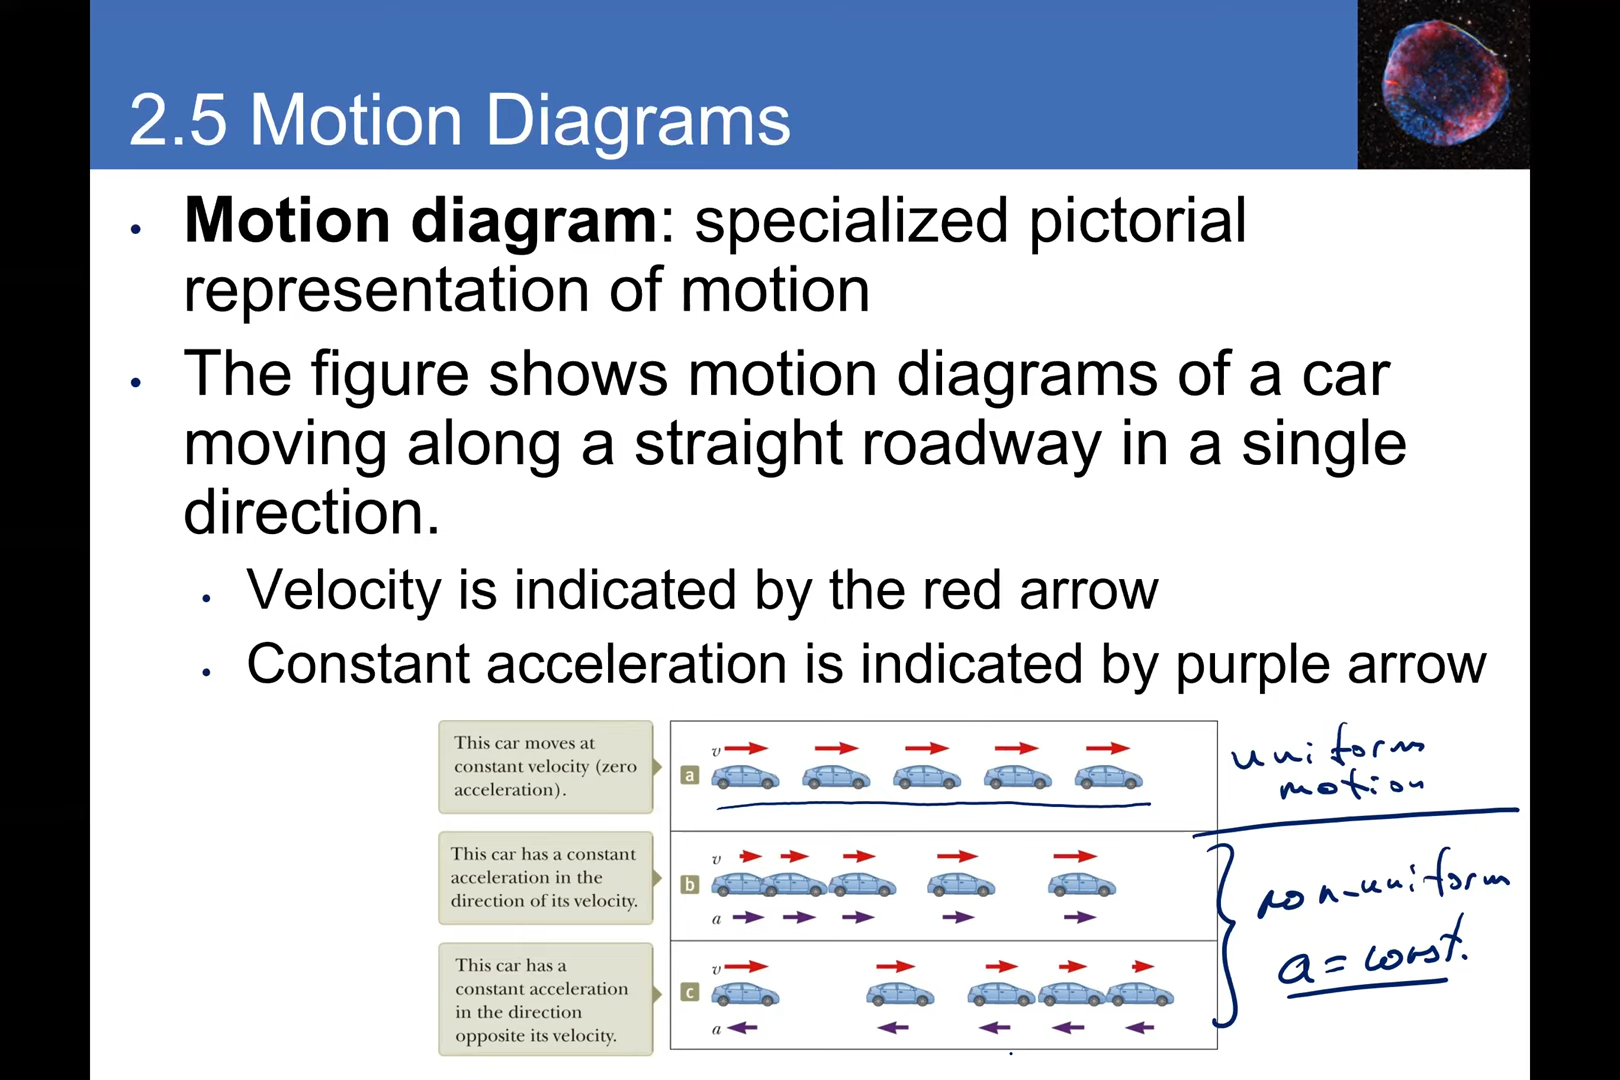 2.5 Motion Diagrams
• Motion diagram: specialized pictorial
representation of motion
• The figure shows motion diagrams of a car
moving along a straight roadway in a single
direction.
• Velocity is indicated by the red arrow
• Constant acceleration is indicated by purple arrow
This car moves at
constant velocity (zero
acceleration).
a
v
uniform
motion
This car has a constant
acceleration in the
direction of its velocity.
b
v
a
This car has a
constant acceleration
in the direction
opposite its velocity.
c
v
a
non-uniform
a = const.